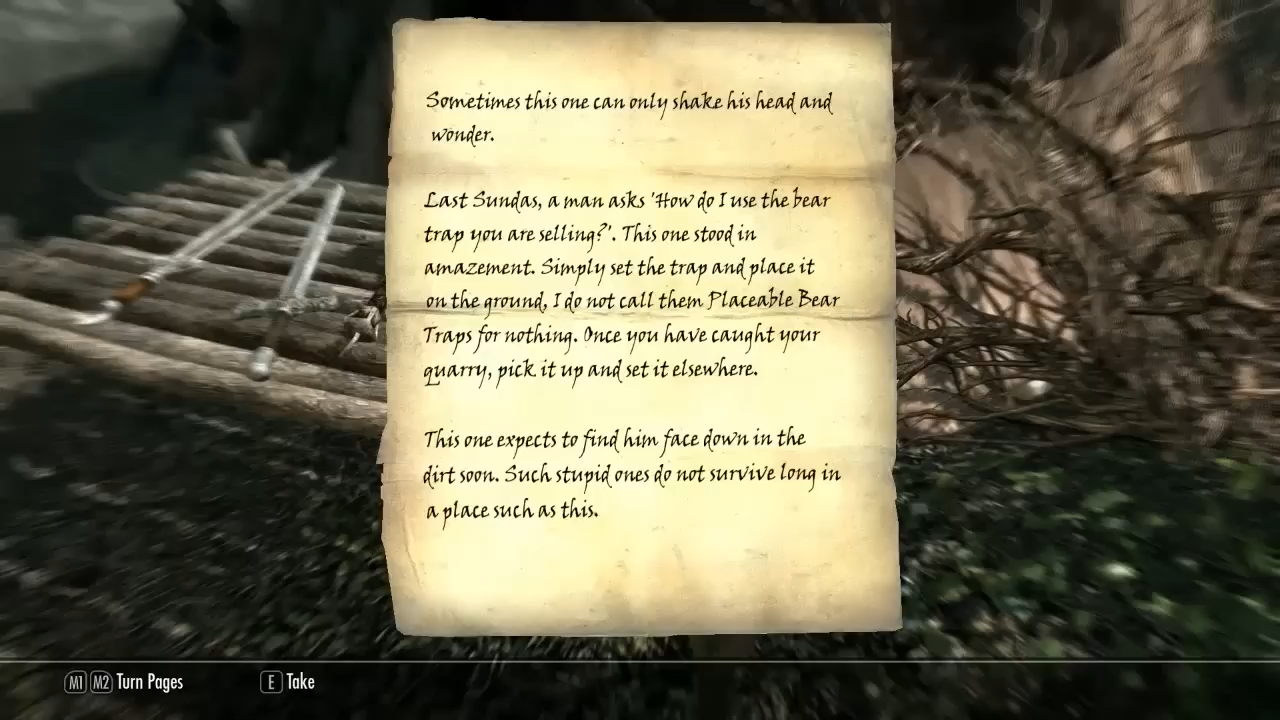 Sometimes this one can only shake his head and
wonder.
Last Sundas, a man asks 'How do I use the bear
trap you are selling?'. This one stood in
amazement. Simply set the trap and place it
on the ground, I do not call them Placeable Bear
Traps for nothing. Once you have caught your
quarry, pick it up and set it elsewhere.
This one expects to find him face down in the
dirt soon. Such stupid ones do not survive long in
a place such as this.
M1 M2 Turn Pages E Take